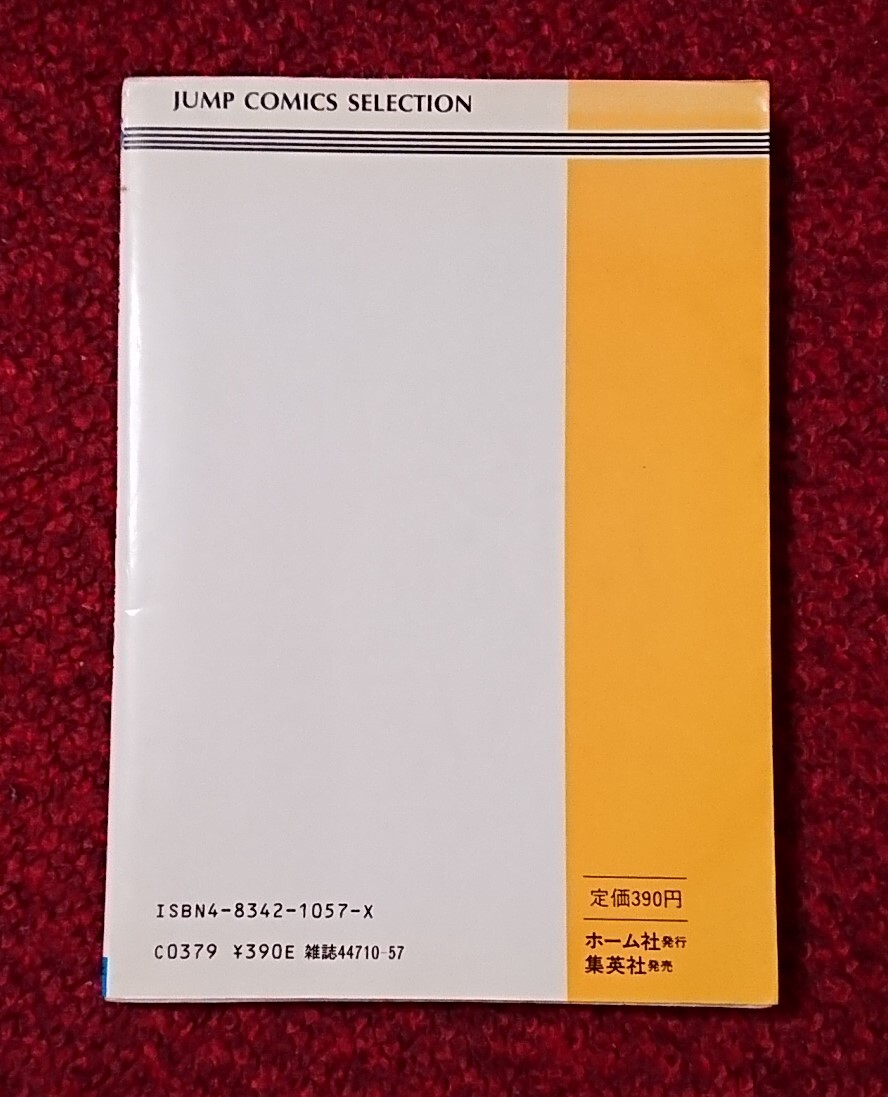 JUMP COMICS SELECTION
ISBN4-8342-1057-X
C0379 ¥390E 雑誌44710-57
定価390円
ホーム社発行
集英社発売